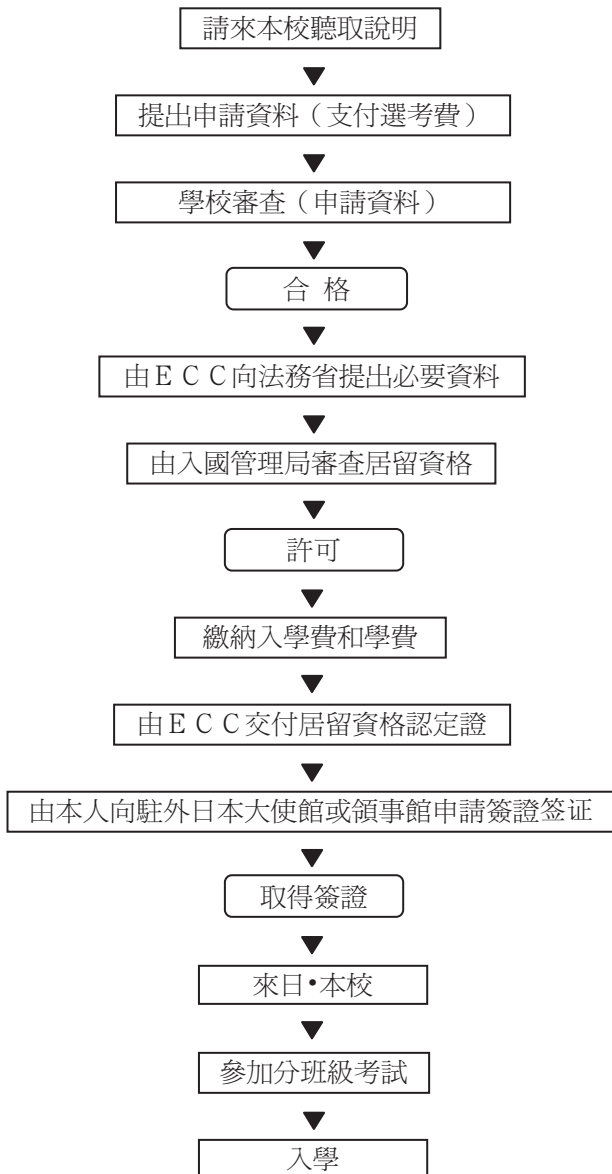 請來本校聽取說明
提出申請資料（支付選考費）
學校審查（申請資料）
合 格
由ＥＣＣ向法務省提出必要資料
由入國管理局審查居留資格
許可
繳納入學費和學費
由ＥＣＣ交付居留資格認定證
由本人向駐外日本大使館或領事館申請簽證签证
取得簽證
來日•本校
參加分班級考試
入學